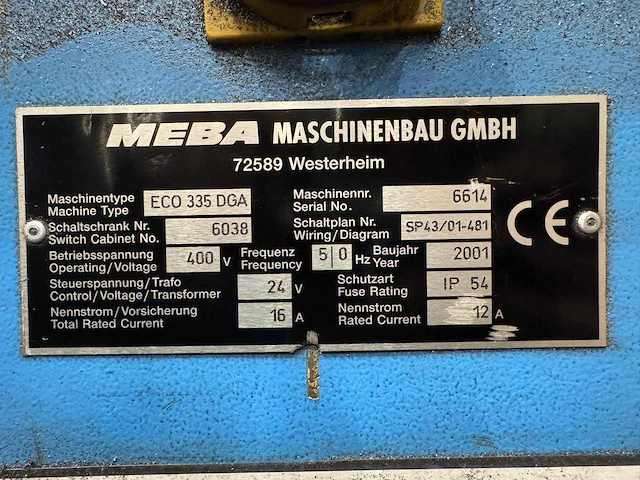 MEBA MASCHINENBAU GMBH
72589 Westerheim
Maschinentype
Machine Type
ECO 335 DGA
Maschinennr.
Serial No.
6614
Schaltschrank Nr.
Switch Cabinet No.
6038
Schaltplan Nr.
Wiring/Diagram
SP43/01-481
Betriebsspannung
Operating/Voltage
400 V
Frequenz
Frequency
5 0 Hz
Baujahr
Year
2001
Steuerspannung/Trafo
Control/Voltage/Transformer
24 V
Schutzart
Fuse Rating
IP 54
Nennstrom/Vorsicherung
Total Rated Current
16 A
Nennstrom
Rated Current
12 A
CE